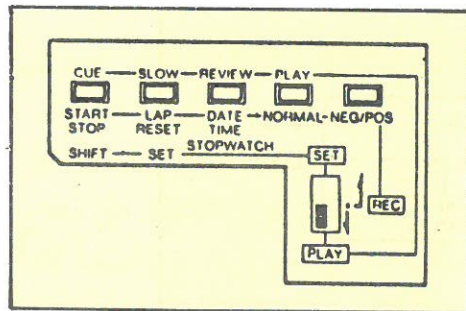 CUE SLOW REVIEW PLAY
START LAP DATE NORMAL NEG/POS
STOP RESET TIME
STOPWATCH
SHIFT SET SET
REC
PLAY